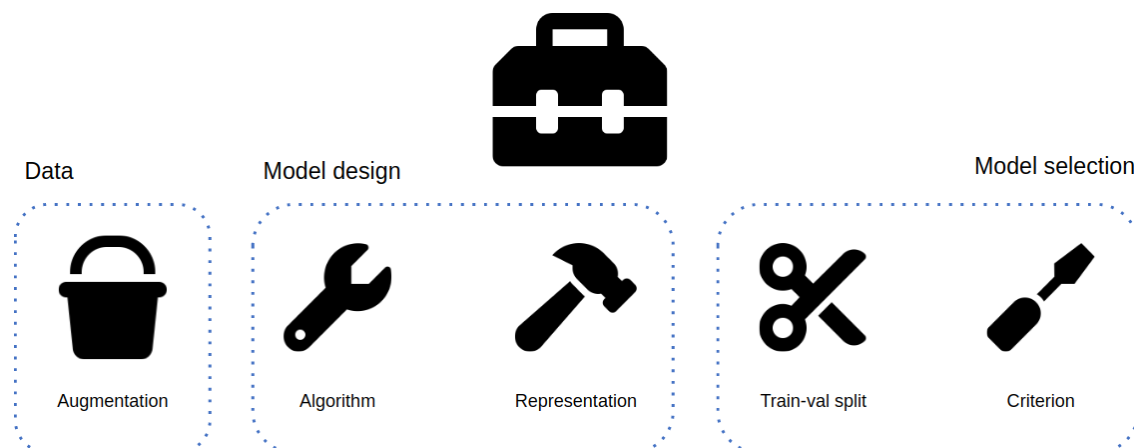 Data
Model design
Model selection
Augmentation
Algorithm
Representation
Train-val split
Criterion